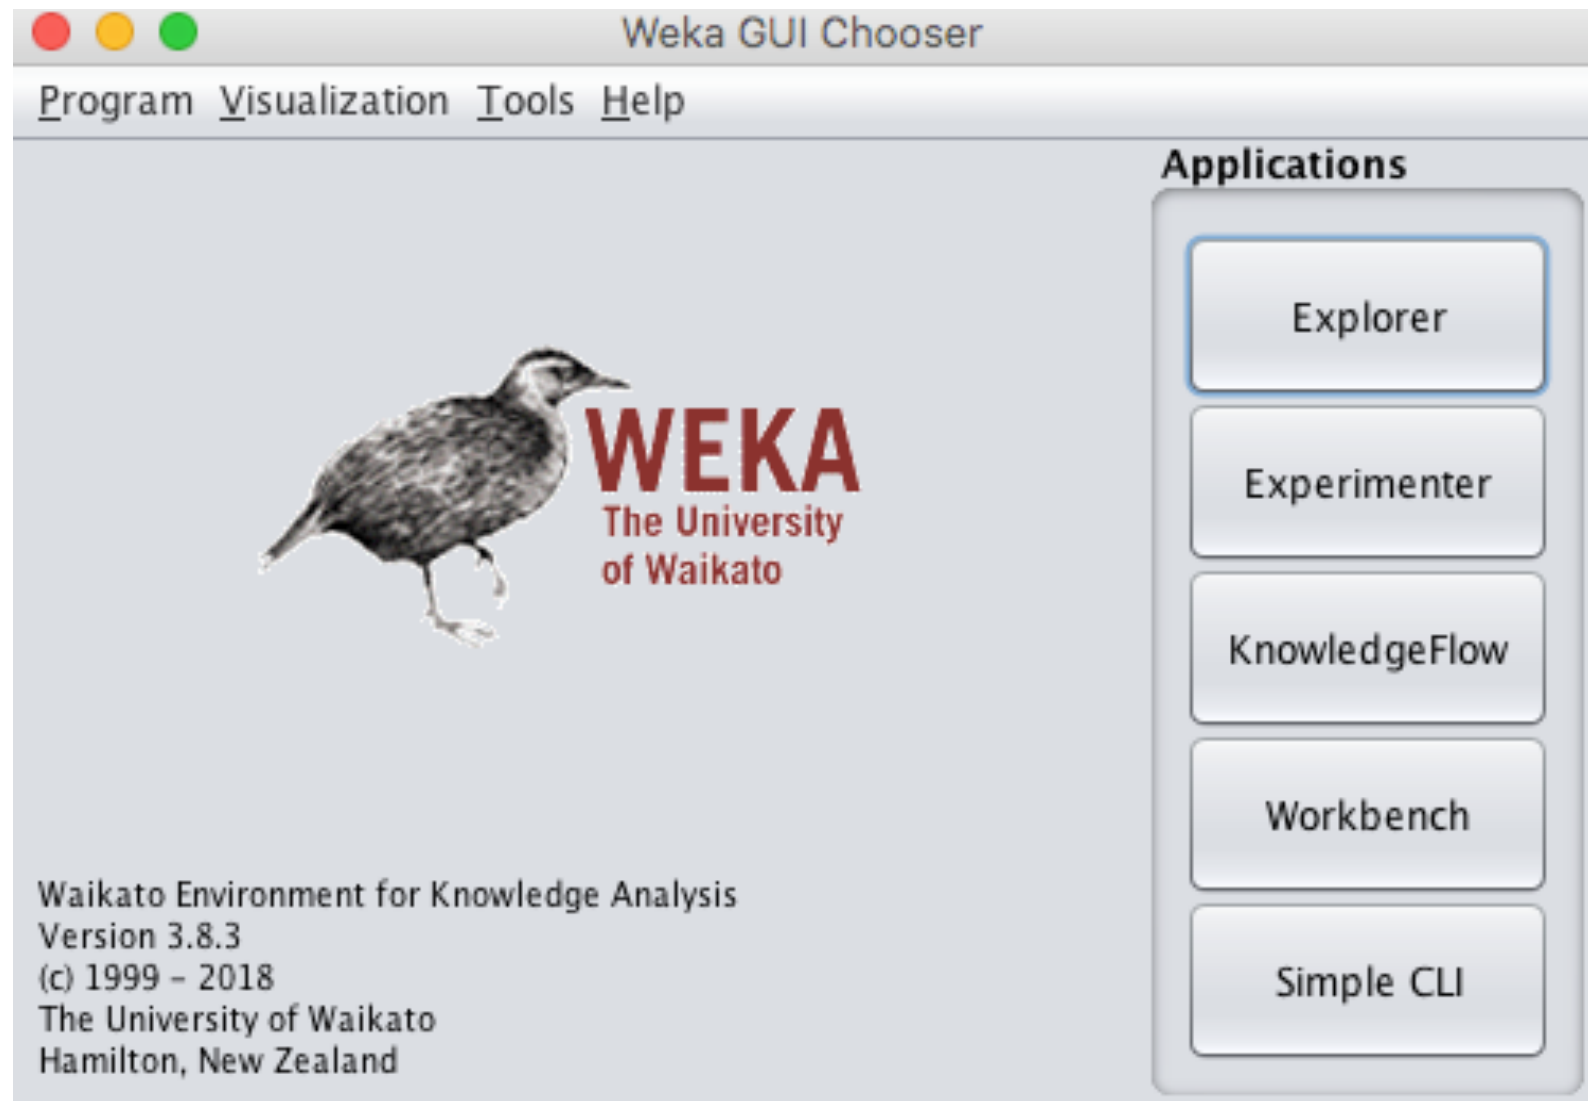 Weka GUI Chooser
Program Visualization Tools Help
Applications
Explorer
Experimenter
KnowledgeFlow
Workbench
Simple CLI
WEKA
The University
of Waikato
Waikato Environment for Knowledge Analysis
Version 3.8.3
(c) 1999 – 2018
The University of Waikato
Hamilton, New Zealand